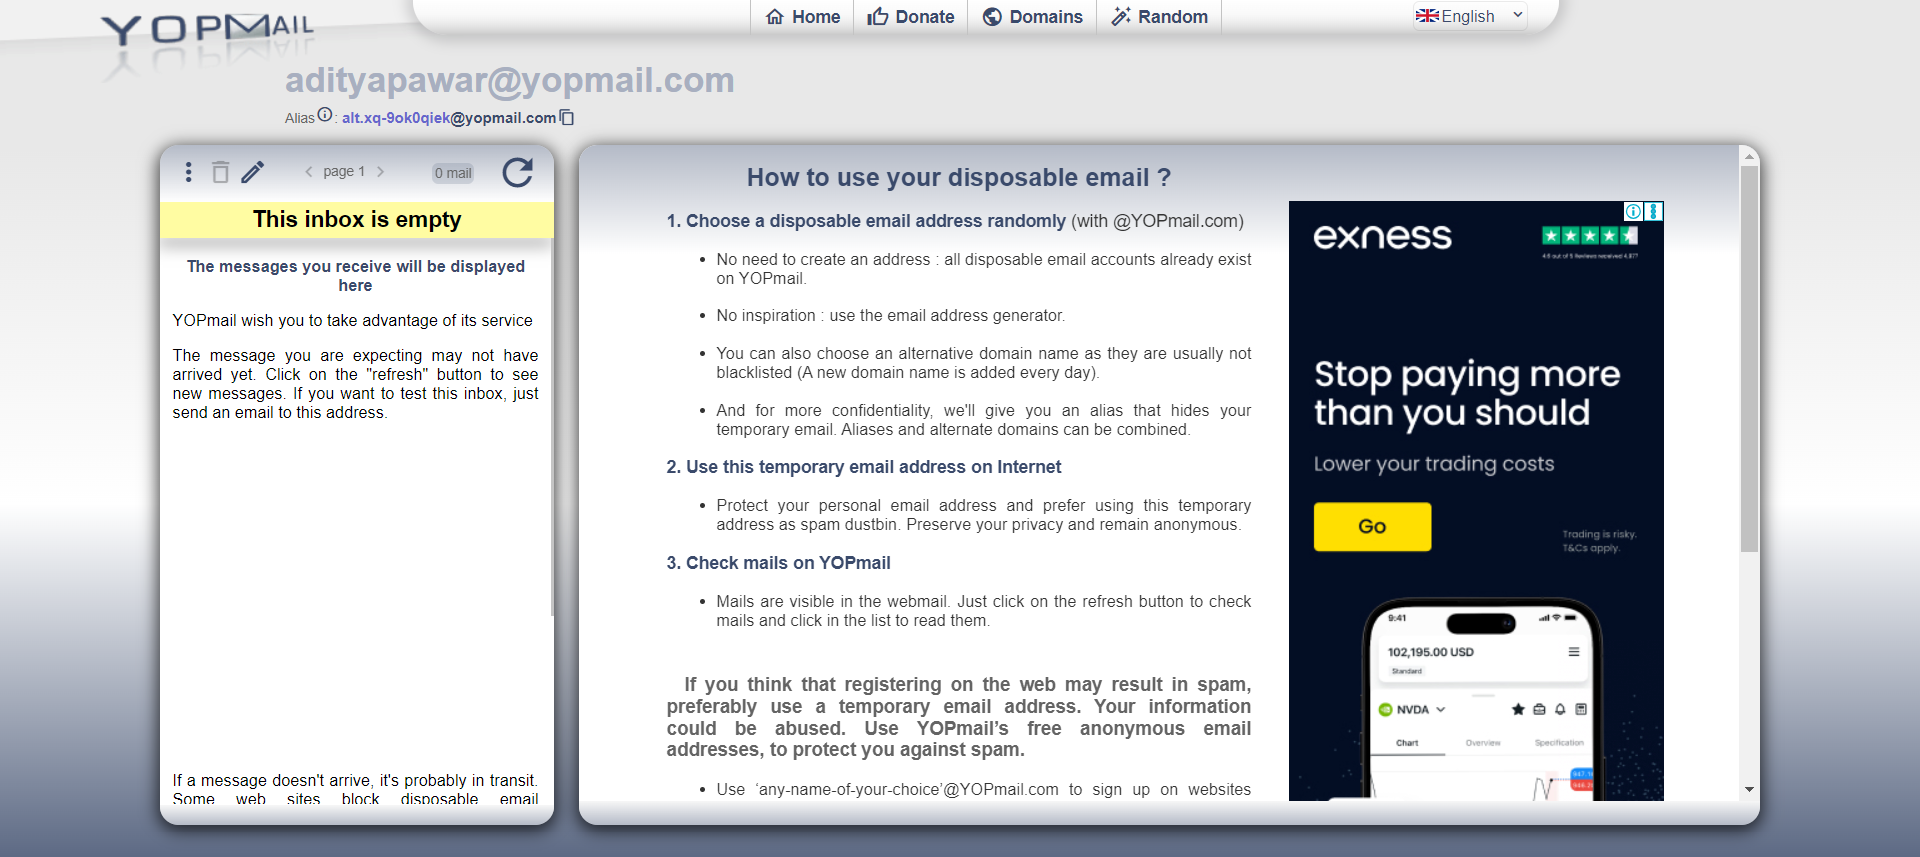 YOPMAIL
Home
Donate
Domains
Random
English
adityapawar@yopmail.com
Alias : alt.xq-9ok0qiek@yopmail.com
page 1
0 mail
This inbox is empty
The messages you receive will be displayed
here
YOPmail wish you to take advantage of its service
The message you are expecting may not have
arrived yet. Click on the "refresh" button to see
new messages. If you want to test this inbox, just
send an email to this address.
If a message doesn't arrive, it's probably in transit.
Some web sites block disposable email
How to use your disposable email ?
1. Choose a disposable email address randomly (with @YOPmail.com)
• No need to create an address : all disposable email accounts already exist
on YOPmail.
• No inspiration : use the email address generator.
• You can also choose an alternative domain name as they are usually not
blacklisted (A new domain name is added every day).
• And for more confidentiality, we'll give you an alias that hides your
temporary email. Aliases and alternate domains can be combined.
2. Use this temporary email address on Internet
• Protect your personal email address and prefer using this temporary
address as spam dustbin. Preserve your privacy and remain anonymous.
3. Check mails on YOPmail
• Mails are visible in the webmail. Just click on the refresh button to check
mails and click in the list to read them.
If you think that registering on the web may result in spam,
preferably use a temporary email address. Your information
could be abused. Use YOPmail’s free anonymous email
addresses, to protect you against spam.
• Use ‘any-name-of-your-choice’@YOPmail.com to sign up on websites
exness
4.6 out of 5 Reviews received 4,877
Stop paying more
than you should
Lower your trading costs
Go
Trading is risky.
T&Cs apply.
9:41
102,195.00 USD
Standard
NVDA
Chart
Overview
Specification